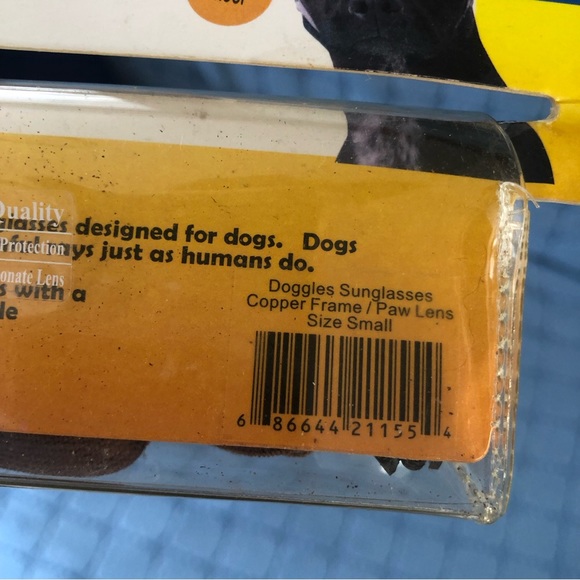 Quality
glasses designed for dogs. Dogs
Protection
rays just as humans do.
onate Lens
s with a
le
Doggles Sunglasses
Copper Frame / Paw Lens
Size Small
6 86644 21155 4